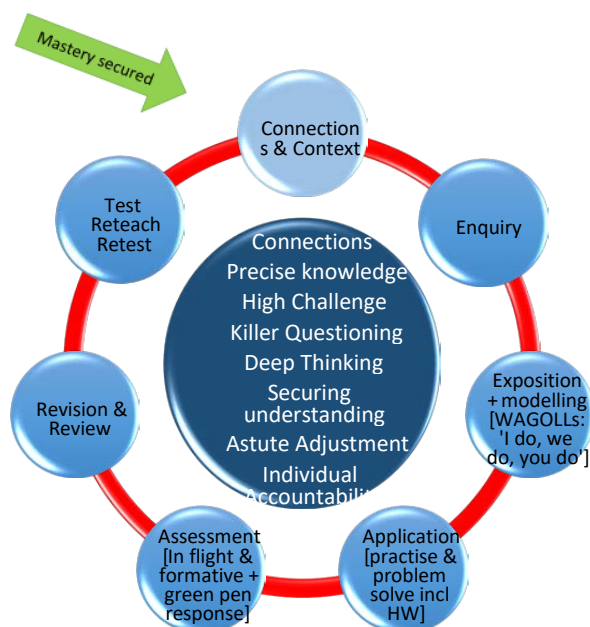 Mastery secured
Connection
s & Context
Enquiry
Exposition
+ modelling
[WAGOLLs:
'I do, we
do, you do']
Application
[practise &
problem
solve incl
HW]
Assessment
[In flight &
formative +
green pen
response]
Revision &
Review
Test
Reteach
Retest
Connections
Precise knowledge
High Challenge
Killer Questioning
Deep Thinking
Securing
understanding
Astute Adjustment
Individual
Accountabilit